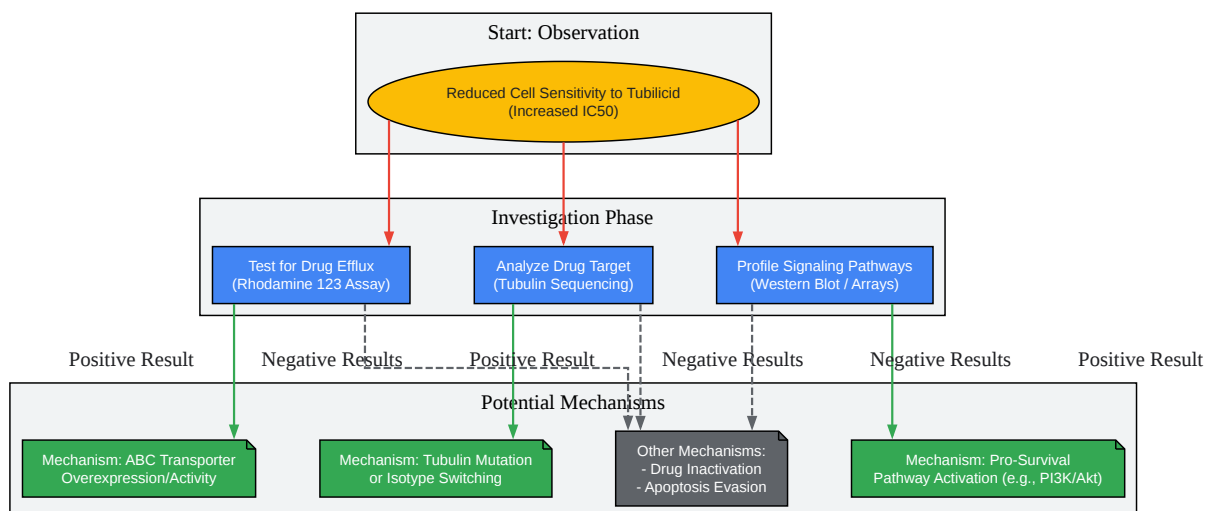 Start: Observation
Reduced Cell Sensitivity to Tubilicid
(Increased IC50)
Investigation Phase
Test for Drug Efflux
(Rhodamine 123 Assay)
Analyze Drug Target
(Tubulin Sequencing)
Profile Signaling Pathways
(Western Blot / Arrays)
Positive Result
Negative Results
Positive Result
Negative Results
Negative Results
Positive Result
Potential Mechanisms
Mechanism: ABC Transporter
Overexpression/Activity
Mechanism: Tubulin Mutation
or Isotype Switching
Other Mechanisms:
- Drug Inactivation
- Apoptosis Evasion
Mechanism: Pro-Survival
Pathway Activation (e.g., PI3K/Akt)